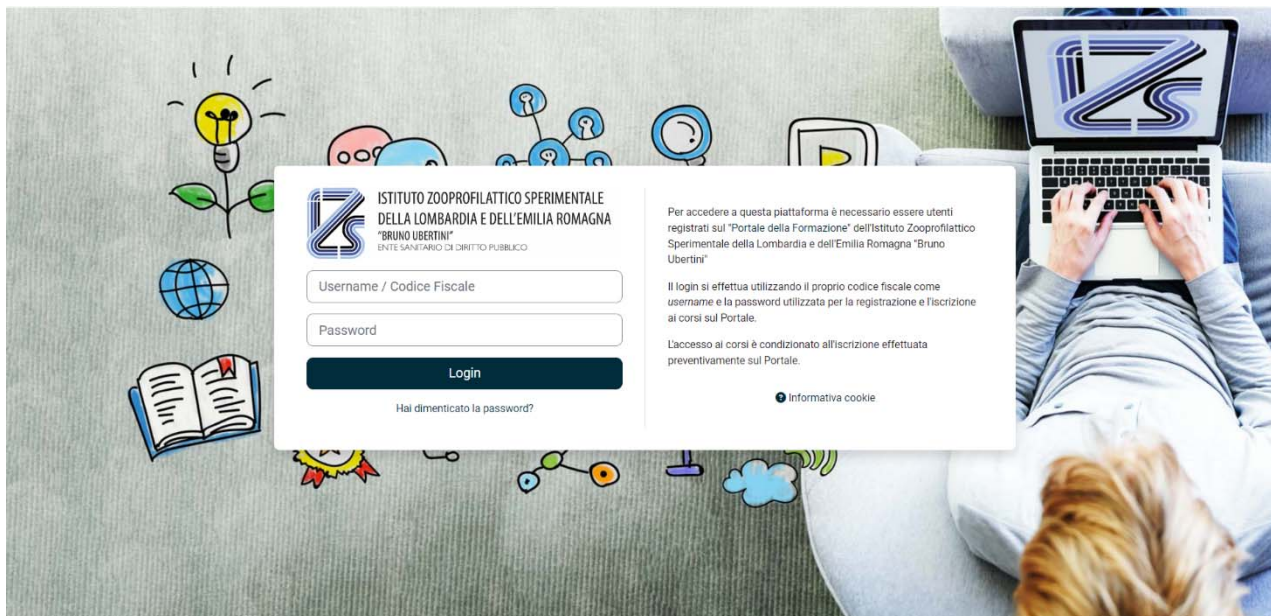 ISTITUTO ZOOPROFILATTICO SPERIMENTALE
DELLA LOMBARDIA E DELL'EMILIA ROMAGNA
"BRUNO UBERTINI"
ENTE SANITARIO DI DIRITTO PUBBLICO
Username / Codice Fiscale
Password
Login
Hai dimenticato la password?
Per accedere a questa piattaforma è necessario essere utenti
registrati sul "Portale della Formazione" dell'Istituto Zooprofilattico
Sperimentale della Lombardia e dell'Emilia Romagna "Bruno
Ubertini"
Il login si effettua utilizzando il proprio codice fiscale come
username e la password utilizzata per la registrazione e l'iscrizione
ai corsi sul Portale.
L'accesso ai corsi è condizionato all'iscrizione effettuata
preventivamente sul Portale.
Informativa cookie